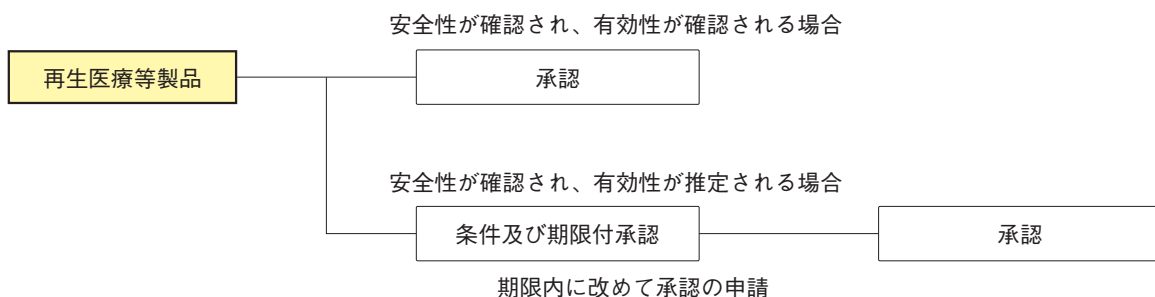 安全性が確認され、有効性が確認される場合
再生医療等製品
承認
安全性が確認され、有効性が推定される場合
条件及び期限付承認
承認
期限内に改めて承認の申請